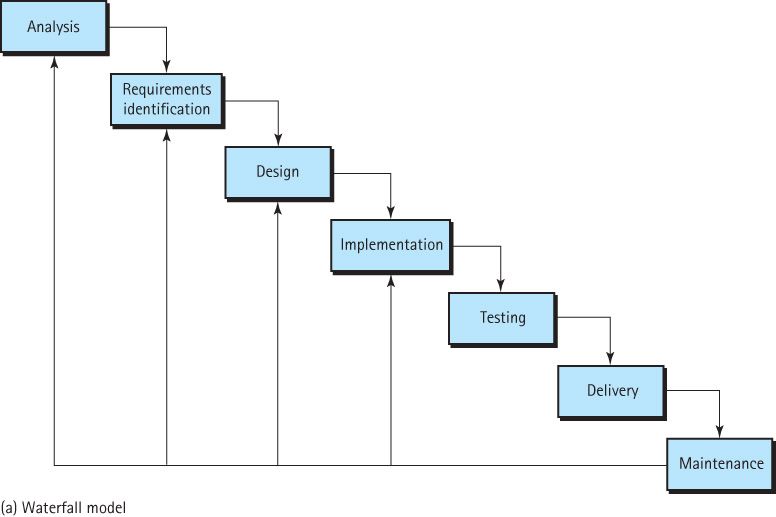 Analysis
Requirements
identification
Design
Implementation
Testing
Delivery
Maintenance
(a) Waterfall model